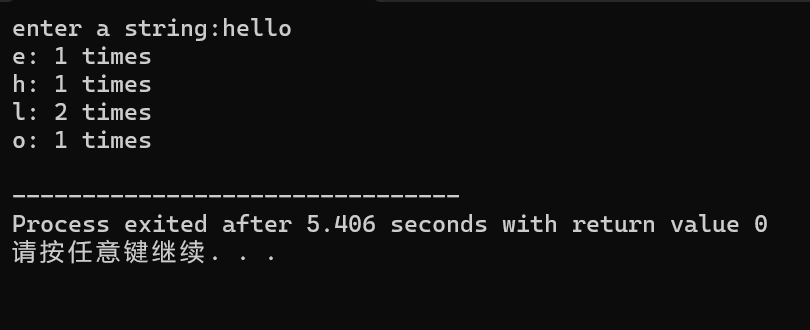 enter a string:hello
e: 1 times
h: 1 times
l: 2 times
o: 1 times
--------------------------------
Process exited after 5.406 seconds with return value 0
请按任意键继续. . .